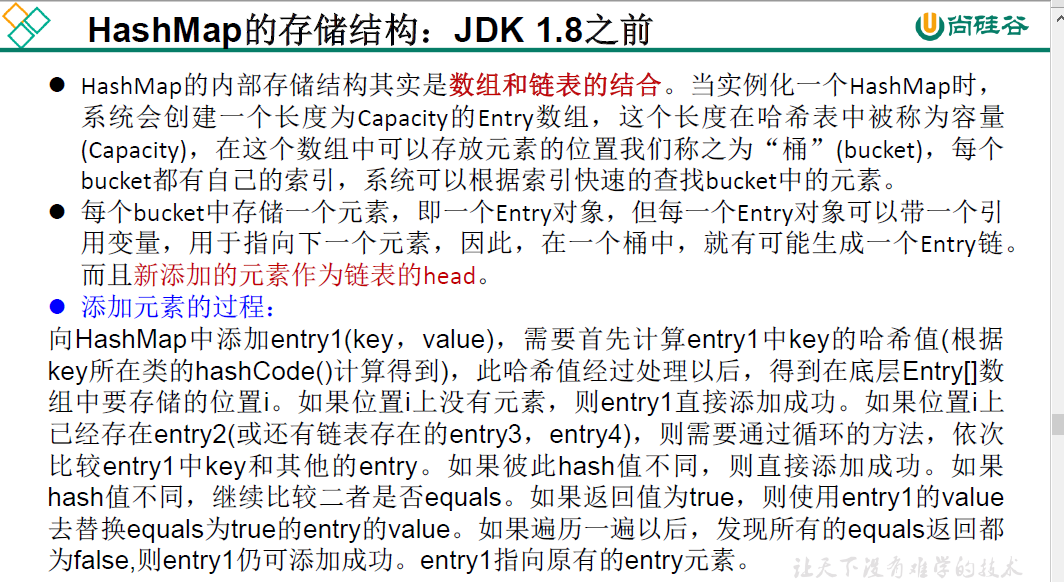 HashMap的存储结构：JDK 1.8之前
尚硅谷
● HashMap的内部存储结构其实是数组和链表的结合。当实例化一个HashMap时，
系统会创建一个长度为Capacity的Entry数组，这个长度在哈希表中被称为容量
(Capacity)，在这个数组中可以存放元素的位置我们称之为“桶”(bucket)，每个
bucket都有自己的索引，系统可以根据索引快速的查找bucket中的元素。
● 每个bucket中存储一个元素，即一个Entry对象，但每一个Entry对象可以带一个引
用变量，用于指向下一个元素，因此，在一个桶中，就有可能生成一个Entry链。
而且新添加的元素作为链表的head。
● 添加元素的过程：
向HashMap中添加entry1(key，value)，需要首先计算entry1中key的哈希值(根据
key所在类的hashCode()计算得到)，此哈希值经过处理以后，得到在底层Entry[]数
组中要存储的位置i。如果位置i上没有元素，则entry1直接添加成功。如果位置i上
已经存在entry2(或还有链表存在的entry3，entry4)，则需要通过循环的方法，依次
比较entry1中key和其他的entry。如果彼此hash值不同，则直接添加成功。如果
hash值不同，继续比较二者是否equals。如果返回值为true，则使用entry1的value
去替换equals为true的entry的value。如果遍历一遍以后，发现所有的equals返回都
为false,则entry1仍可添加成功。entry1指向原有的entry元素。
让天下没有难学的技术